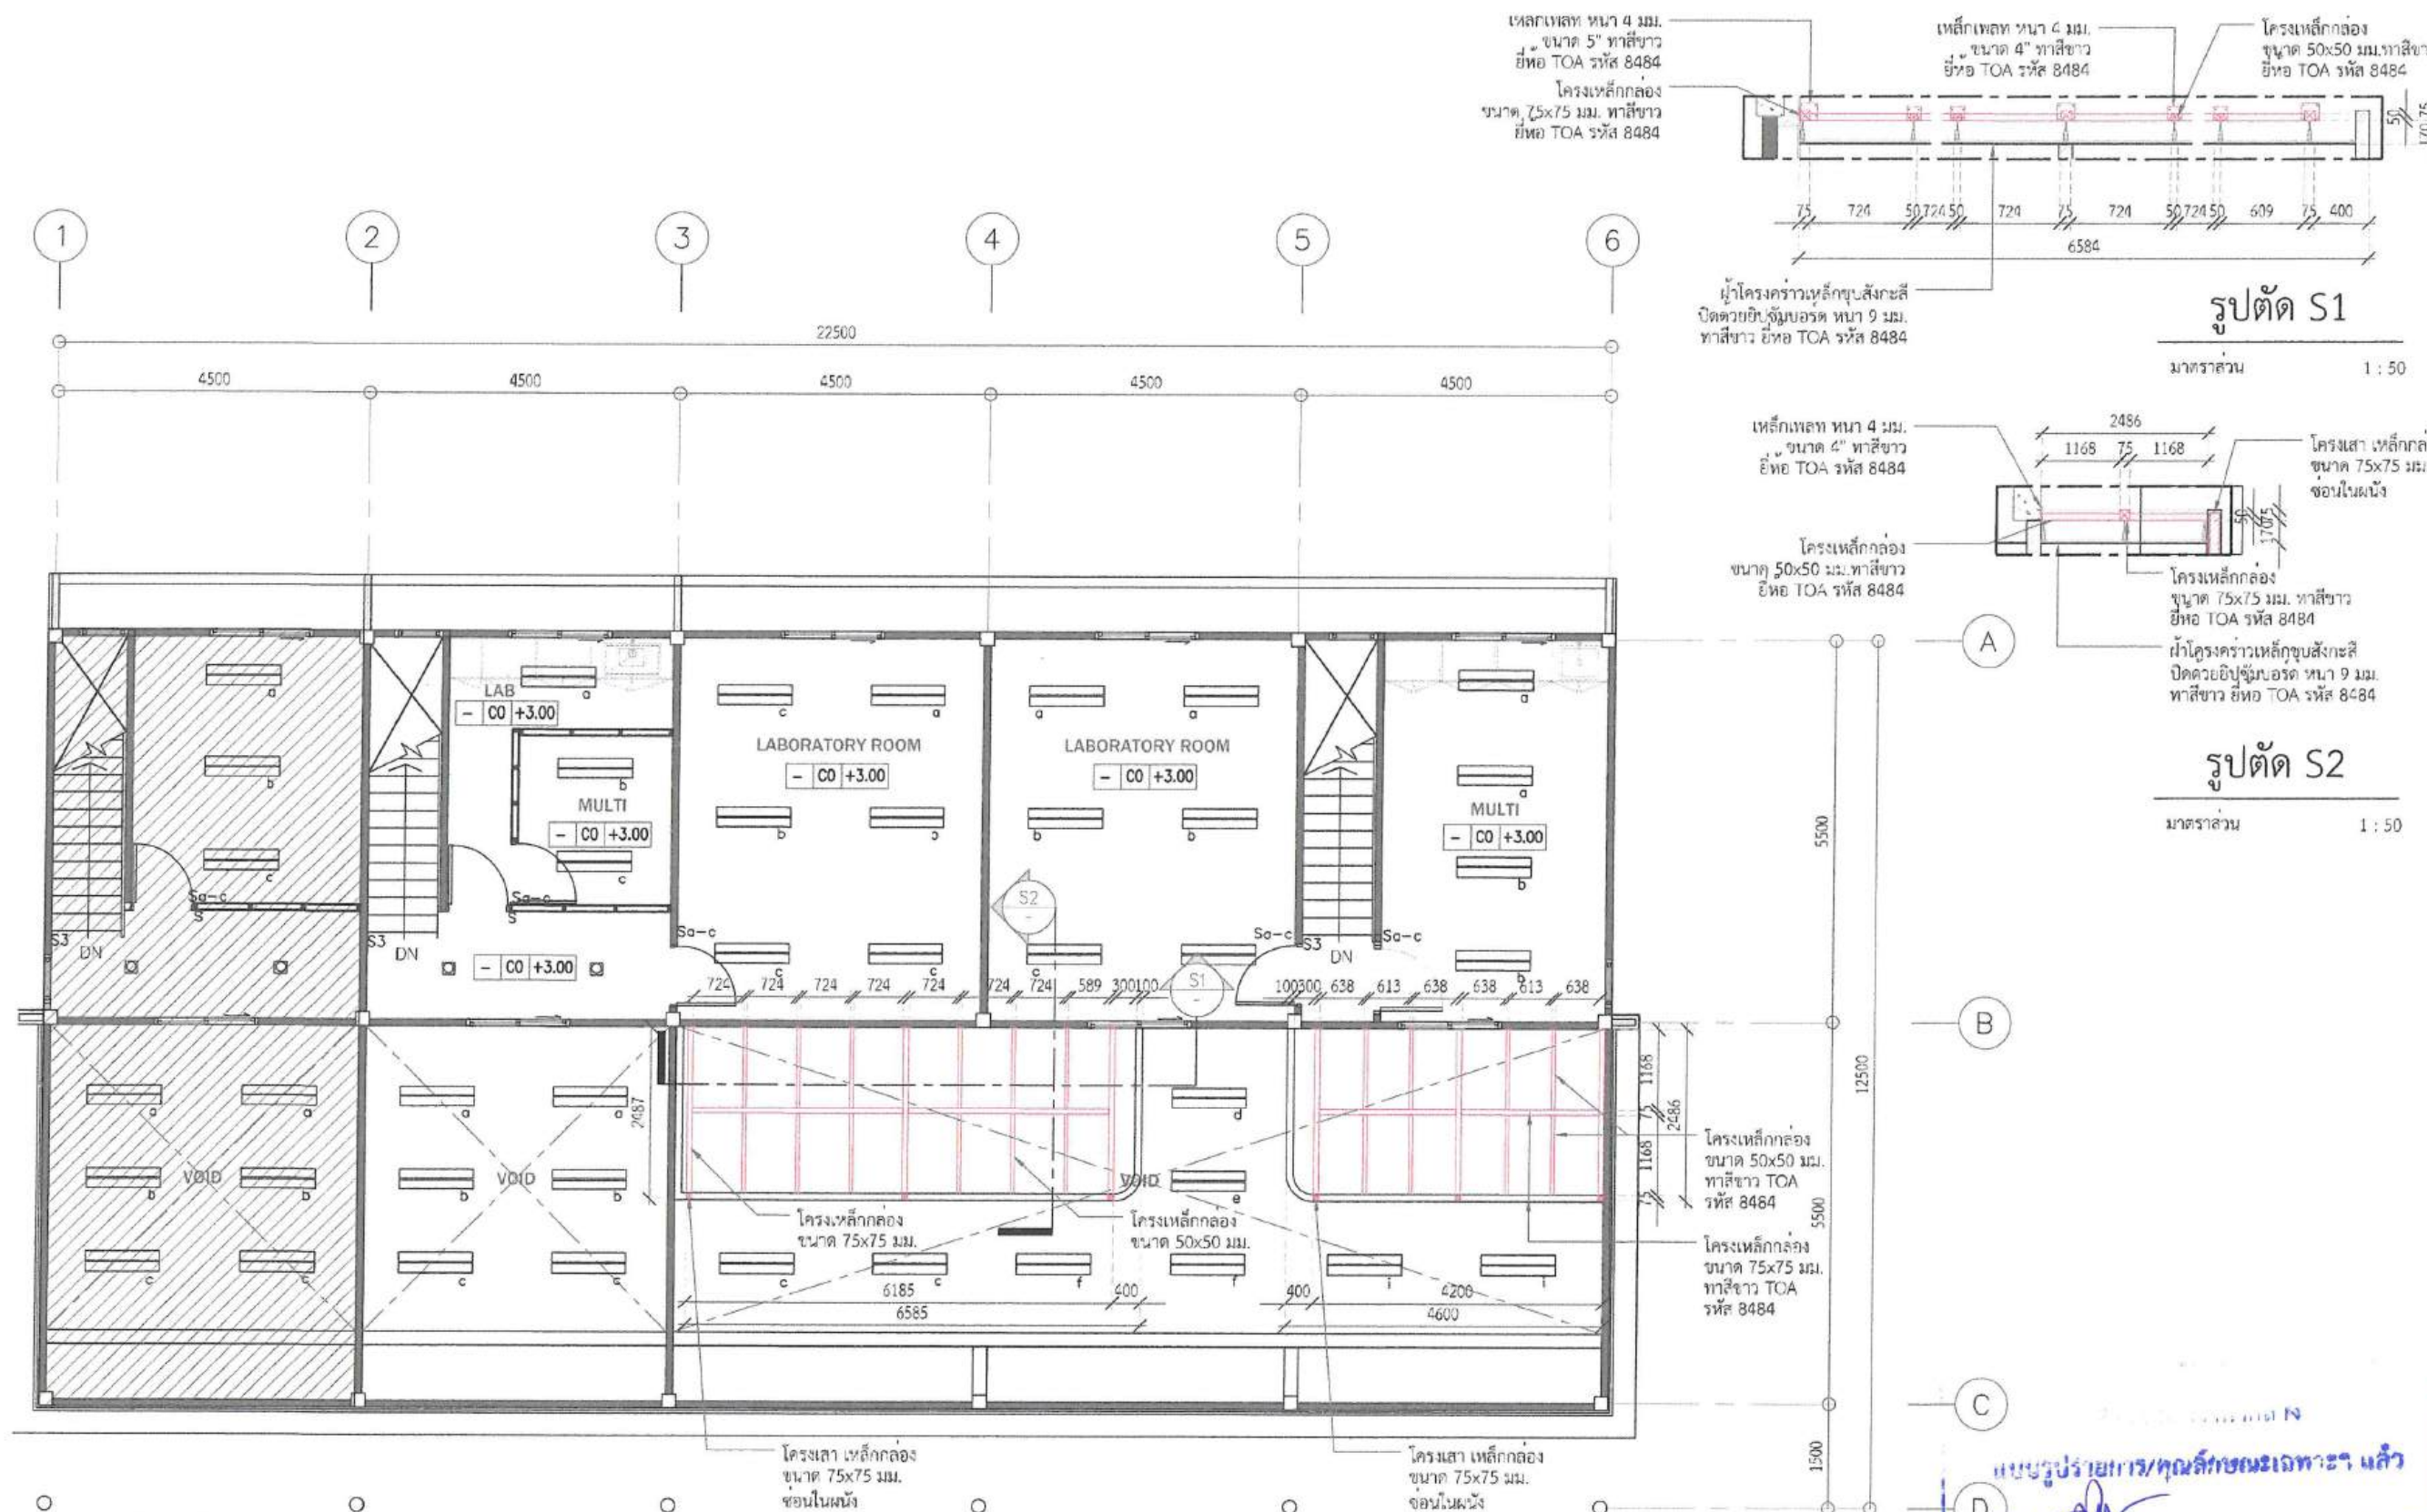 เหล็กเพลท หนา 4 มม.
ขนาด 5" ทาสีขาว
ยี่ห้อ TOA รหัส 8484
โครงเหล็กกล่อง
ขนาด 75x75 มม. ทาสีขาว
ยี่ห้อ TOA รหัส 8484
เหล็กเพลท หนา 4 มม.
ขนาด 4" ทาสีขาว
ยี่ห้อ TOA รหัส 8484
โครงเหล็กกล่อง
ขนาด 50x50 มม.ทาสีขา
ยี่ห้อ TOA รหัส 8484
50
170 75
75 724 50 724 50 724 75 724 50 724 50 609 75 400
6584
ฝ้าโครงคร่าวเหล็กชุบสังกะสี
ปิดด้วยยิปซัมบอร์ด หนา 9 มม.
ทาสีขาว ยี่ห้อ TOA รหัส 8484
รูปตัด S1
มาตราส่วน 1 : 50
1 2 3 4 5 6
22500
4500 4500 4500 4500 4500
เหล็กเพลท หนา 4 มม.
ขนาด 4" ทาสีขาว
ยี่ห้อ TOA รหัส 8484
2486
1168 75 1168
โครงเสา เหล็กกล่
ขนาด 75x75 มม
ซ่อนในผนัง
50
170 75
โครงเหล็กกล่อง
ขนาด 50x50 มม.ทาสีขาว
ยี่ห้อ TOA รหัส 8484
โครงเหล็กกล่อง
ขนาด 75x75 มม. ทาสีขาว
ยี่ห้อ TOA รหัส 8484
ฝ้าโครงคร่าวเหล็กชุบสังกะสี
ปิดด้วยยิปซัมบอร์ด หนา 9 มม.
ทาสีขาว ยี่ห้อ TOA รหัส 8484
รูปตัด S2
มาตราส่วน 1 : 50
A
a a a
LAB
- C0 +3.00
c a a a
LABORATORY ROOM
- C0 +3.00
LABORATORY ROOM
- C0 +3.00
b b a
MULTI
- C0 +3.00
b b b
MULTI
- C0 +3.00
5500
c c b
S2
-
Sa-c Sa-c
S S
Sa-c Sa-c Sa-c
S3 S3 S3
DN DN DN
- C0 +3.00
c c c b
S1
-
724 724 724 724 724 724 724 589 300 100
100 300 638 613 638 638 613 638
B
12500
2487
1168
75
1168
75
2486
a a a a d
VOID VOID VOID
b b b b e
โครงเหล็กกล่อง
ขนาด 50x50 มม.
ทาสีขาว TOA
รหัส 8484
5500
โครงเหล็กกล่อง
ขนาด 75x75 มม.
โครงเหล็กกล่อง
ขนาด 50x50 มม.
โครงเหล็กกล่อง
ขนาด 75x75 มม.
ทาสีขาว TOA
รหัส 8484
c c c c c c f f i i
6185 400 400 4200
6585 4600
C
1500
โครงเสา เหล็กกล่อง
ขนาด 75x75 มม.
ซ่อนในผนัง
โครงเสา เหล็กกล่อง
ขนาด 75x75 มม.
ซ่อนในผนัง
แบบรูปรายการ/คุณลักษณะเฉพาะฯ แล้ว
D